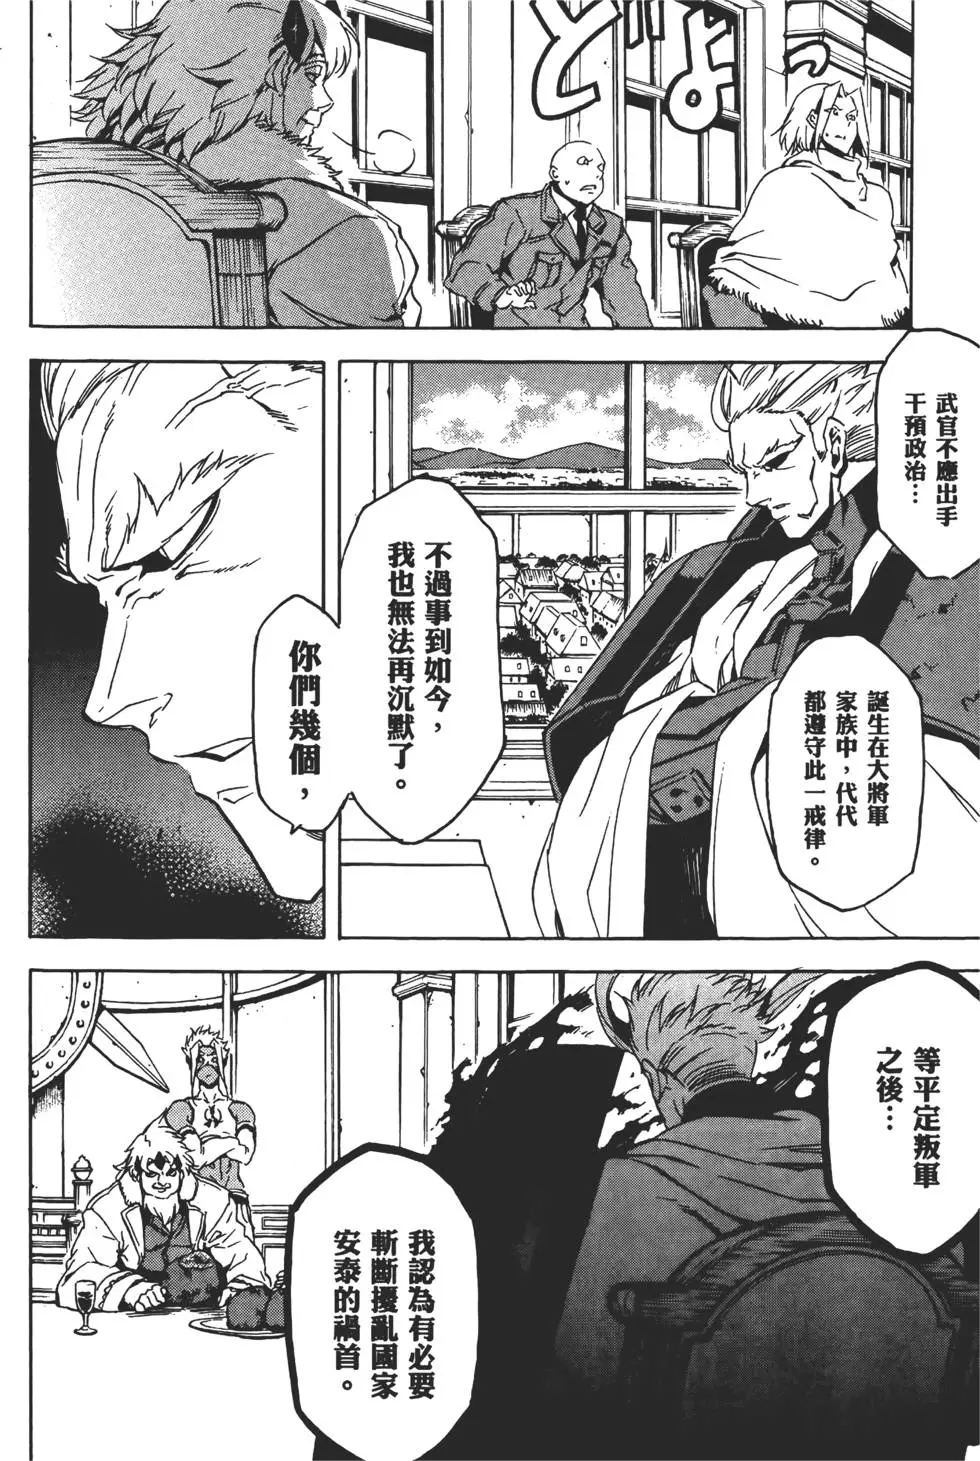 どよっ
武官不應出手
干預政治…
誕生在大將軍
家族中，代代
都遵守此一戒律。
不過事到如今，
我也無法再沉默了。
你們幾個，
等平定叛軍
之後…
我認為有必要
斬斷擾亂國家
安泰的禍首。